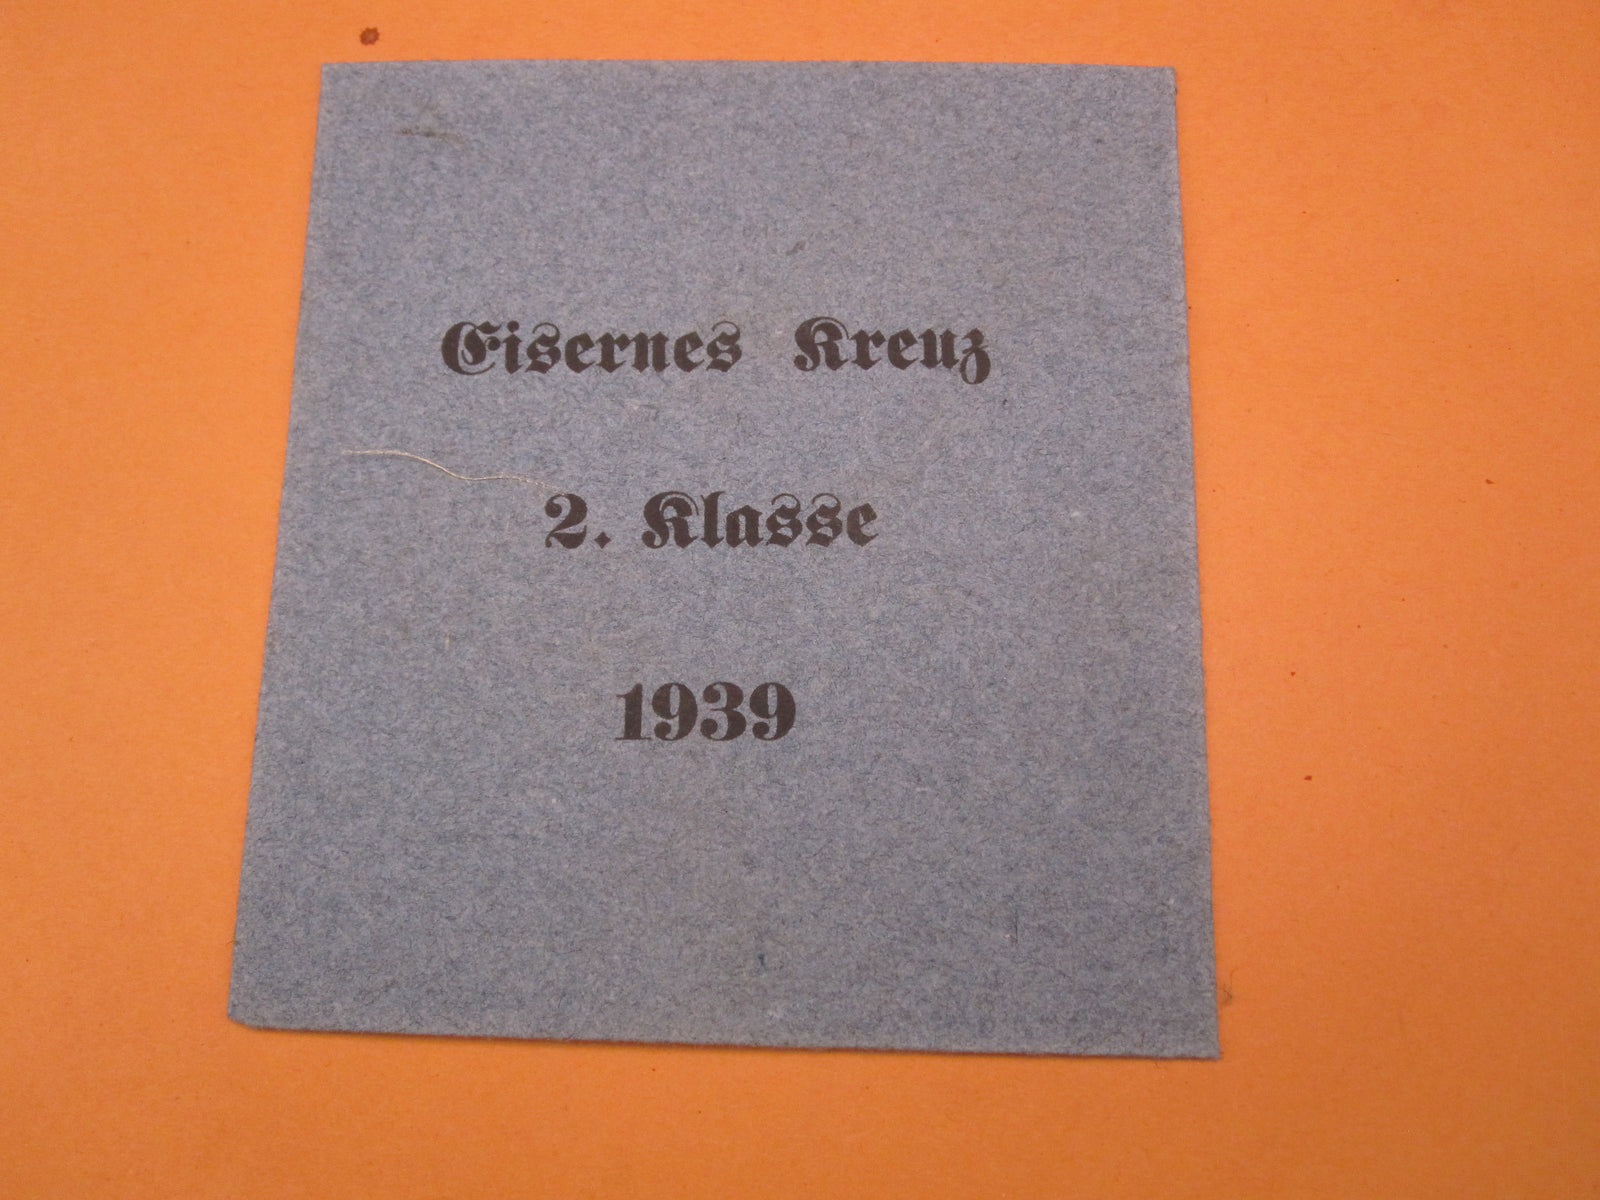 Eisernes Kreuz
2. Klasse
1939